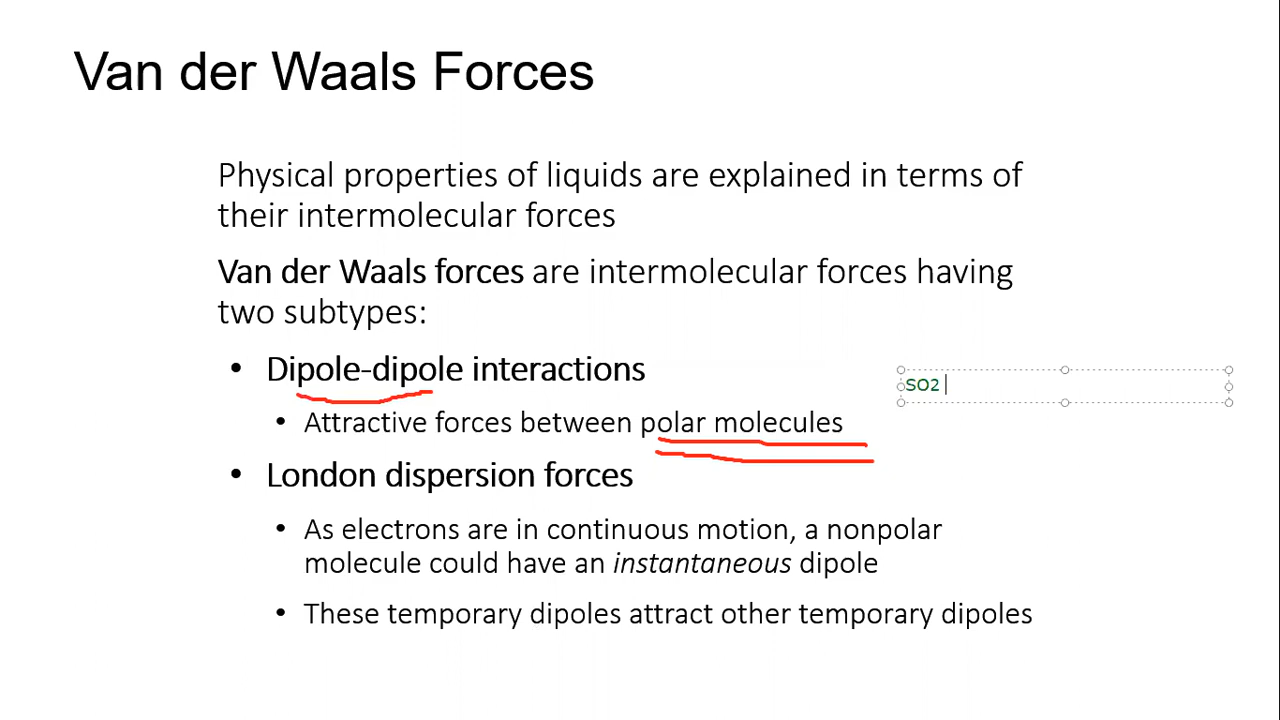 Van der Waals Forces
Physical properties of liquids are explained in terms of
their intermolecular forces
Van der Waals forces are intermolecular forces having
two subtypes:
• Dipole-dipole interactions
SO2
• Attractive forces between polar molecules
• London dispersion forces
• As electrons are in continuous motion, a nonpolar
molecule could have an instantaneous dipole
• These temporary dipoles attract other temporary dipoles